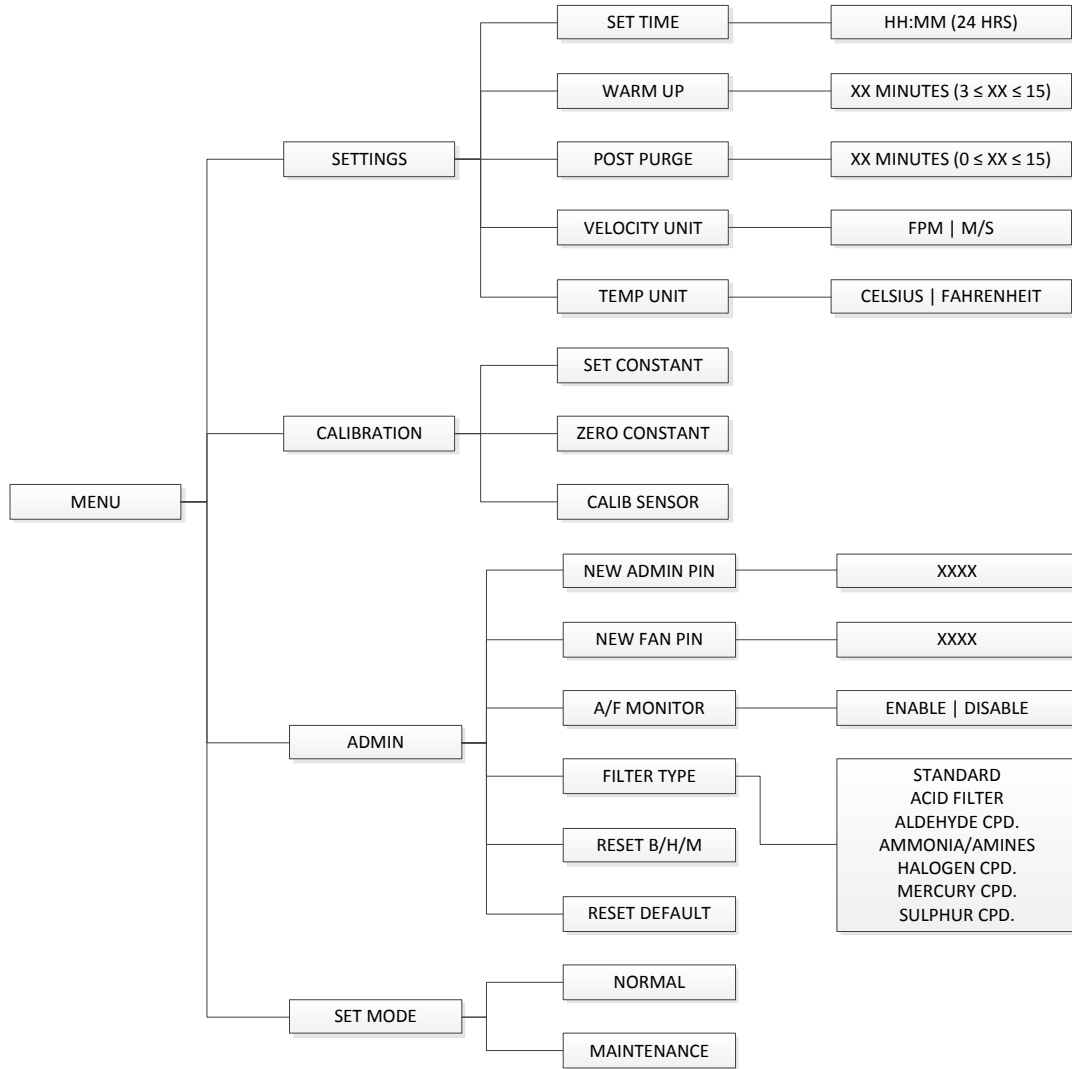 MENU
SETTINGS
SET TIME
HH:MM (24 HRS)
WARM UP
XX MINUTES (3 ≤ XX ≤ 15)
POST PURGE
XX MINUTES (0 ≤ XX ≤ 15)
VELOCITY UNIT
FPM | M/S
TEMP UNIT
CELSIUS | FAHRENHEIT
CALIBRATION
SET CONSTANT
ZERO CONSTANT
CALIB SENSOR
ADMIN
NEW ADMIN PIN
XXXX
NEW FAN PIN
XXXX
A/F MONITOR
ENABLE | DISABLE
FILTER TYPE
STANDARD
ACID FILTER
ALDEHYDE CPD.
AMMONIA/AMINES
HALOGEN CPD.
MERCURY CPD.
SULPHUR CPD.
RESET B/H/M
RESET DEFAULT
SET MODE
NORMAL
MAINTENANCE